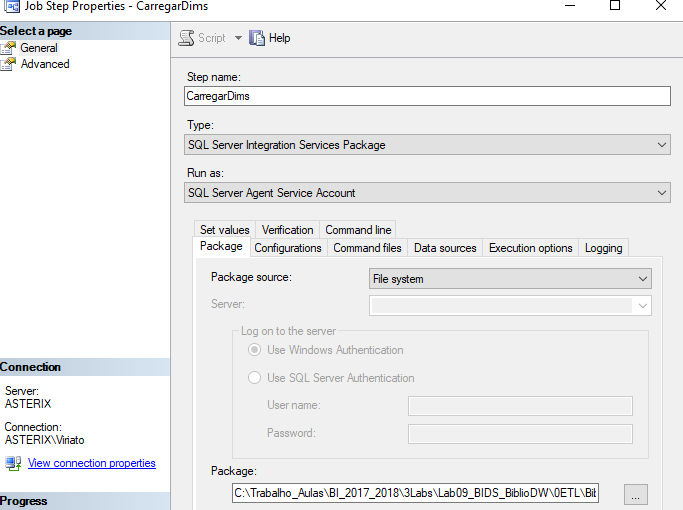 Job Step Properties - CarregarDims
Select a page
General
Advanced
Script
Help
Step name:
CarregarDims
Type:
SQL Server Integration Services Package
Run as:
SQL Server Agent Service Account
Set values
Verification
Command line
Package
Configurations
Command files
Data sources
Execution options
Logging
Package source:
File system
Server:
Log on to the server
Use Windows Authentication
Use SQL Server Authentication
User name:
Password:
Package:
C:\Trabalho_Aulas\BI_2017_2018\3Labs\Lab09_BIDS_BiblioDW\0ETL\Bib
...
Connection
Server:
ASTERIX
Connection:
ASTERIX\Viriato
View connection properties
Progress